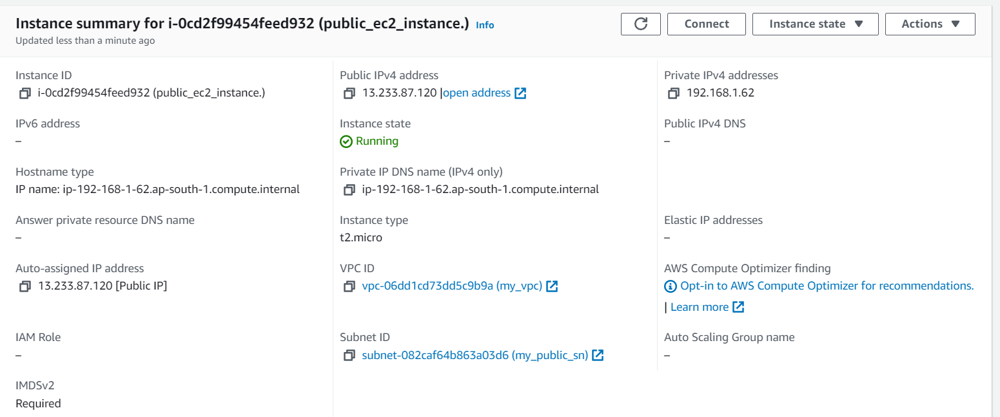 Instance summary for i-0cd2f99454feed932 (public_ec2_instance.) Info
Updated less than a minute ago
Connect
Instance state
Actions
Instance ID
i-0cd2f99454feed932 (public_ec2_instance.)
Public IPv4 address
13.233.87.120 |open address
Private IPv4 addresses
192.168.1.62
IPv6 address
–
Instance state
Running
Public IPv4 DNS
–
Hostname type
IP name: ip-192-168-1-62.ap-south-1.compute.internal
Private IP DNS name (IPv4 only)
ip-192-168-1-62.ap-south-1.compute.internal
Answer private resource DNS name
–
Instance type
t2.micro
Elastic IP addresses
–
Auto-assigned IP address
13.233.87.120 [Public IP]
VPC ID
vpc-06dd1cd73dd5c9b9a (my_vpc)
AWS Compute Optimizer finding
Opt-in to AWS Compute Optimizer for recommendations.
| Learn more
IAM Role
–
Subnet ID
subnet-082caf64b863a03d6 (my_public_sn)
Auto Scaling Group name
–
IMDSv2
Required